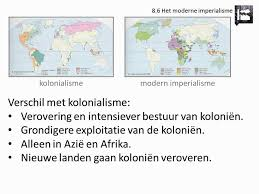 8.6 Het moderne imperialisme
kolonialisme
modern imperialisme
Verschil met kolonialisme:
• Verovering en intensiever bestuur van koloniën.
• Grondigere exploitatie van de koloniën.
• Alleen in Azië en Afrika.
• Nieuwe landen gaan koloniën veroveren.